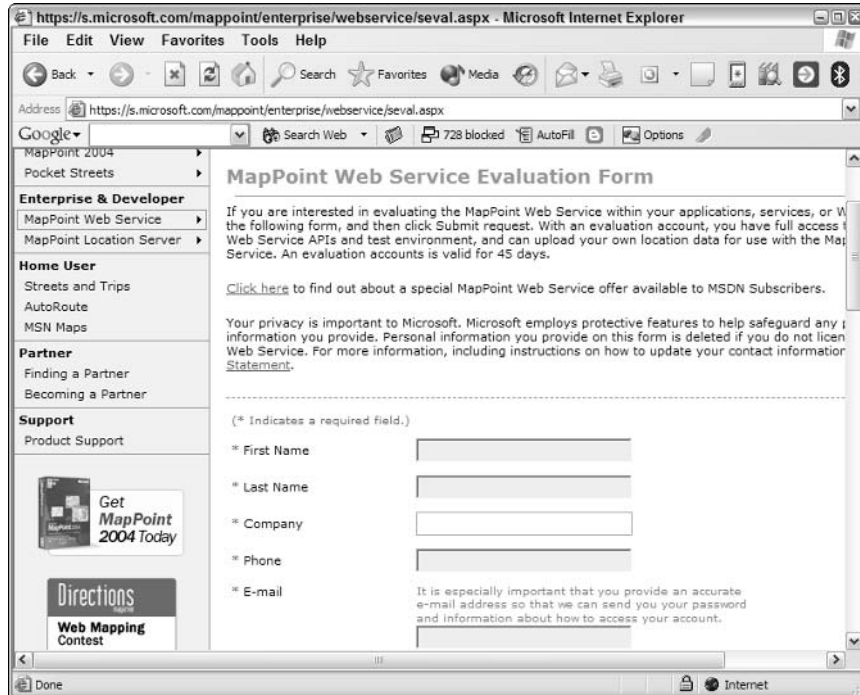 https://s.microsoft.com/mappoint/enterprise/webservice/seval.aspx - Microsoft Internet Explorer
File Edit View Favorites Tools Help
Back Search Favorites Media
Address https://s.microsoft.com/mappoint/enterprise/webservice/seval.aspx
Google Search Web 728 blocked AutoFill Options
MapPoint 2004
Pocket Streets
Enterprise & Developer
MapPoint Web Service
MapPoint Location Server
Home User
Streets and Trips
AutoRoute
MSN Maps
Partner
Finding a Partner
Becoming a Partner
Support
Product Support
Get
MapPoint
2004 Today
Directions
Web Mapping
Contest
MapPoint Web Service Evaluation Form
If you are interested in evaluating the MapPoint Web Service within your applications, services, or W
the following form, and then click Submit request. With an evaluation account, you have full access t
Web Service APIs and test environment, and can upload your own location data for use with the Map
Service. An evaluation accounts is valid for 45 days.
Click here to find out about a special MapPoint Web Service offer available to MSDN Subscribers.
Your privacy is important to Microsoft. Microsoft employs protective features to help safeguard any p
information you provide. Personal information you provide on this form is deleted if you do not licen
Web Service. For more information, including instructions on how to update your contact information
Statement.
(* Indicates a required field.)
* First Name
* Last Name
* Company
* Phone
* E-mail
It is especially important that you provide an accurate
e-mail address so that we can send you your password
and information about how to access your account.
Done Internet